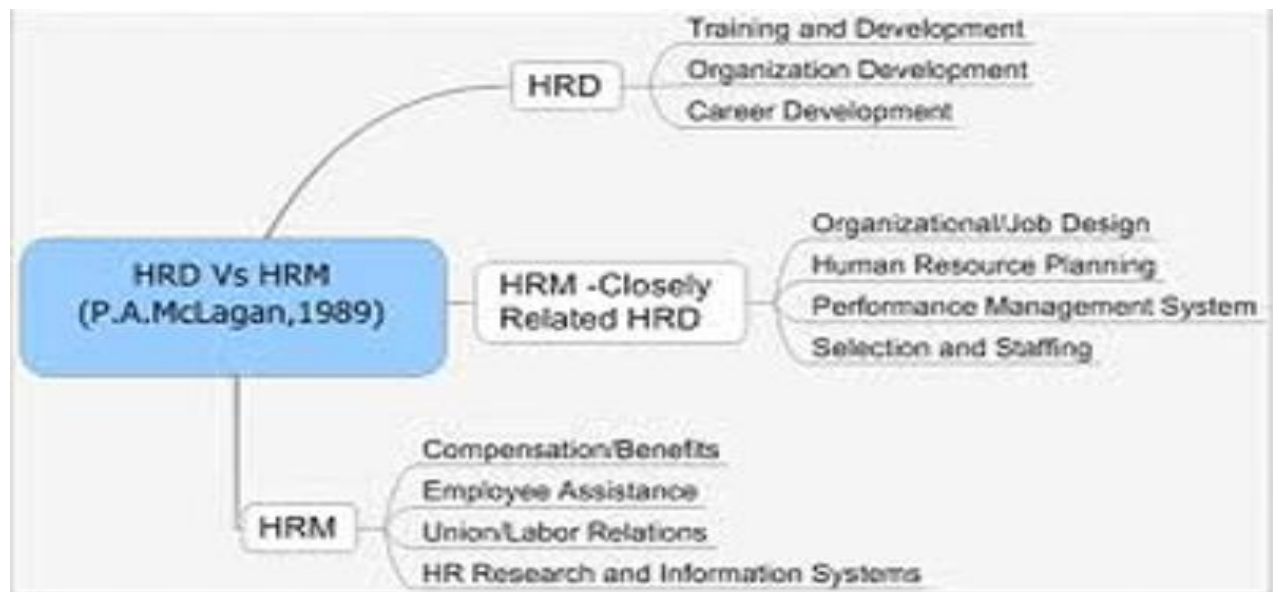 Training and Development
HRD
Organization Development
Career Development
HRD Vs HRM
(P.A.McLagan,1989)
HRM -Closely
Related HRD
Organizational/Job Design
Human Resource Planning
Performance Management System
Selection and Staffing
HRM
Compensation/Benefits
Employee Assistance
Union/Labor Relations
HR Research and Information Systems